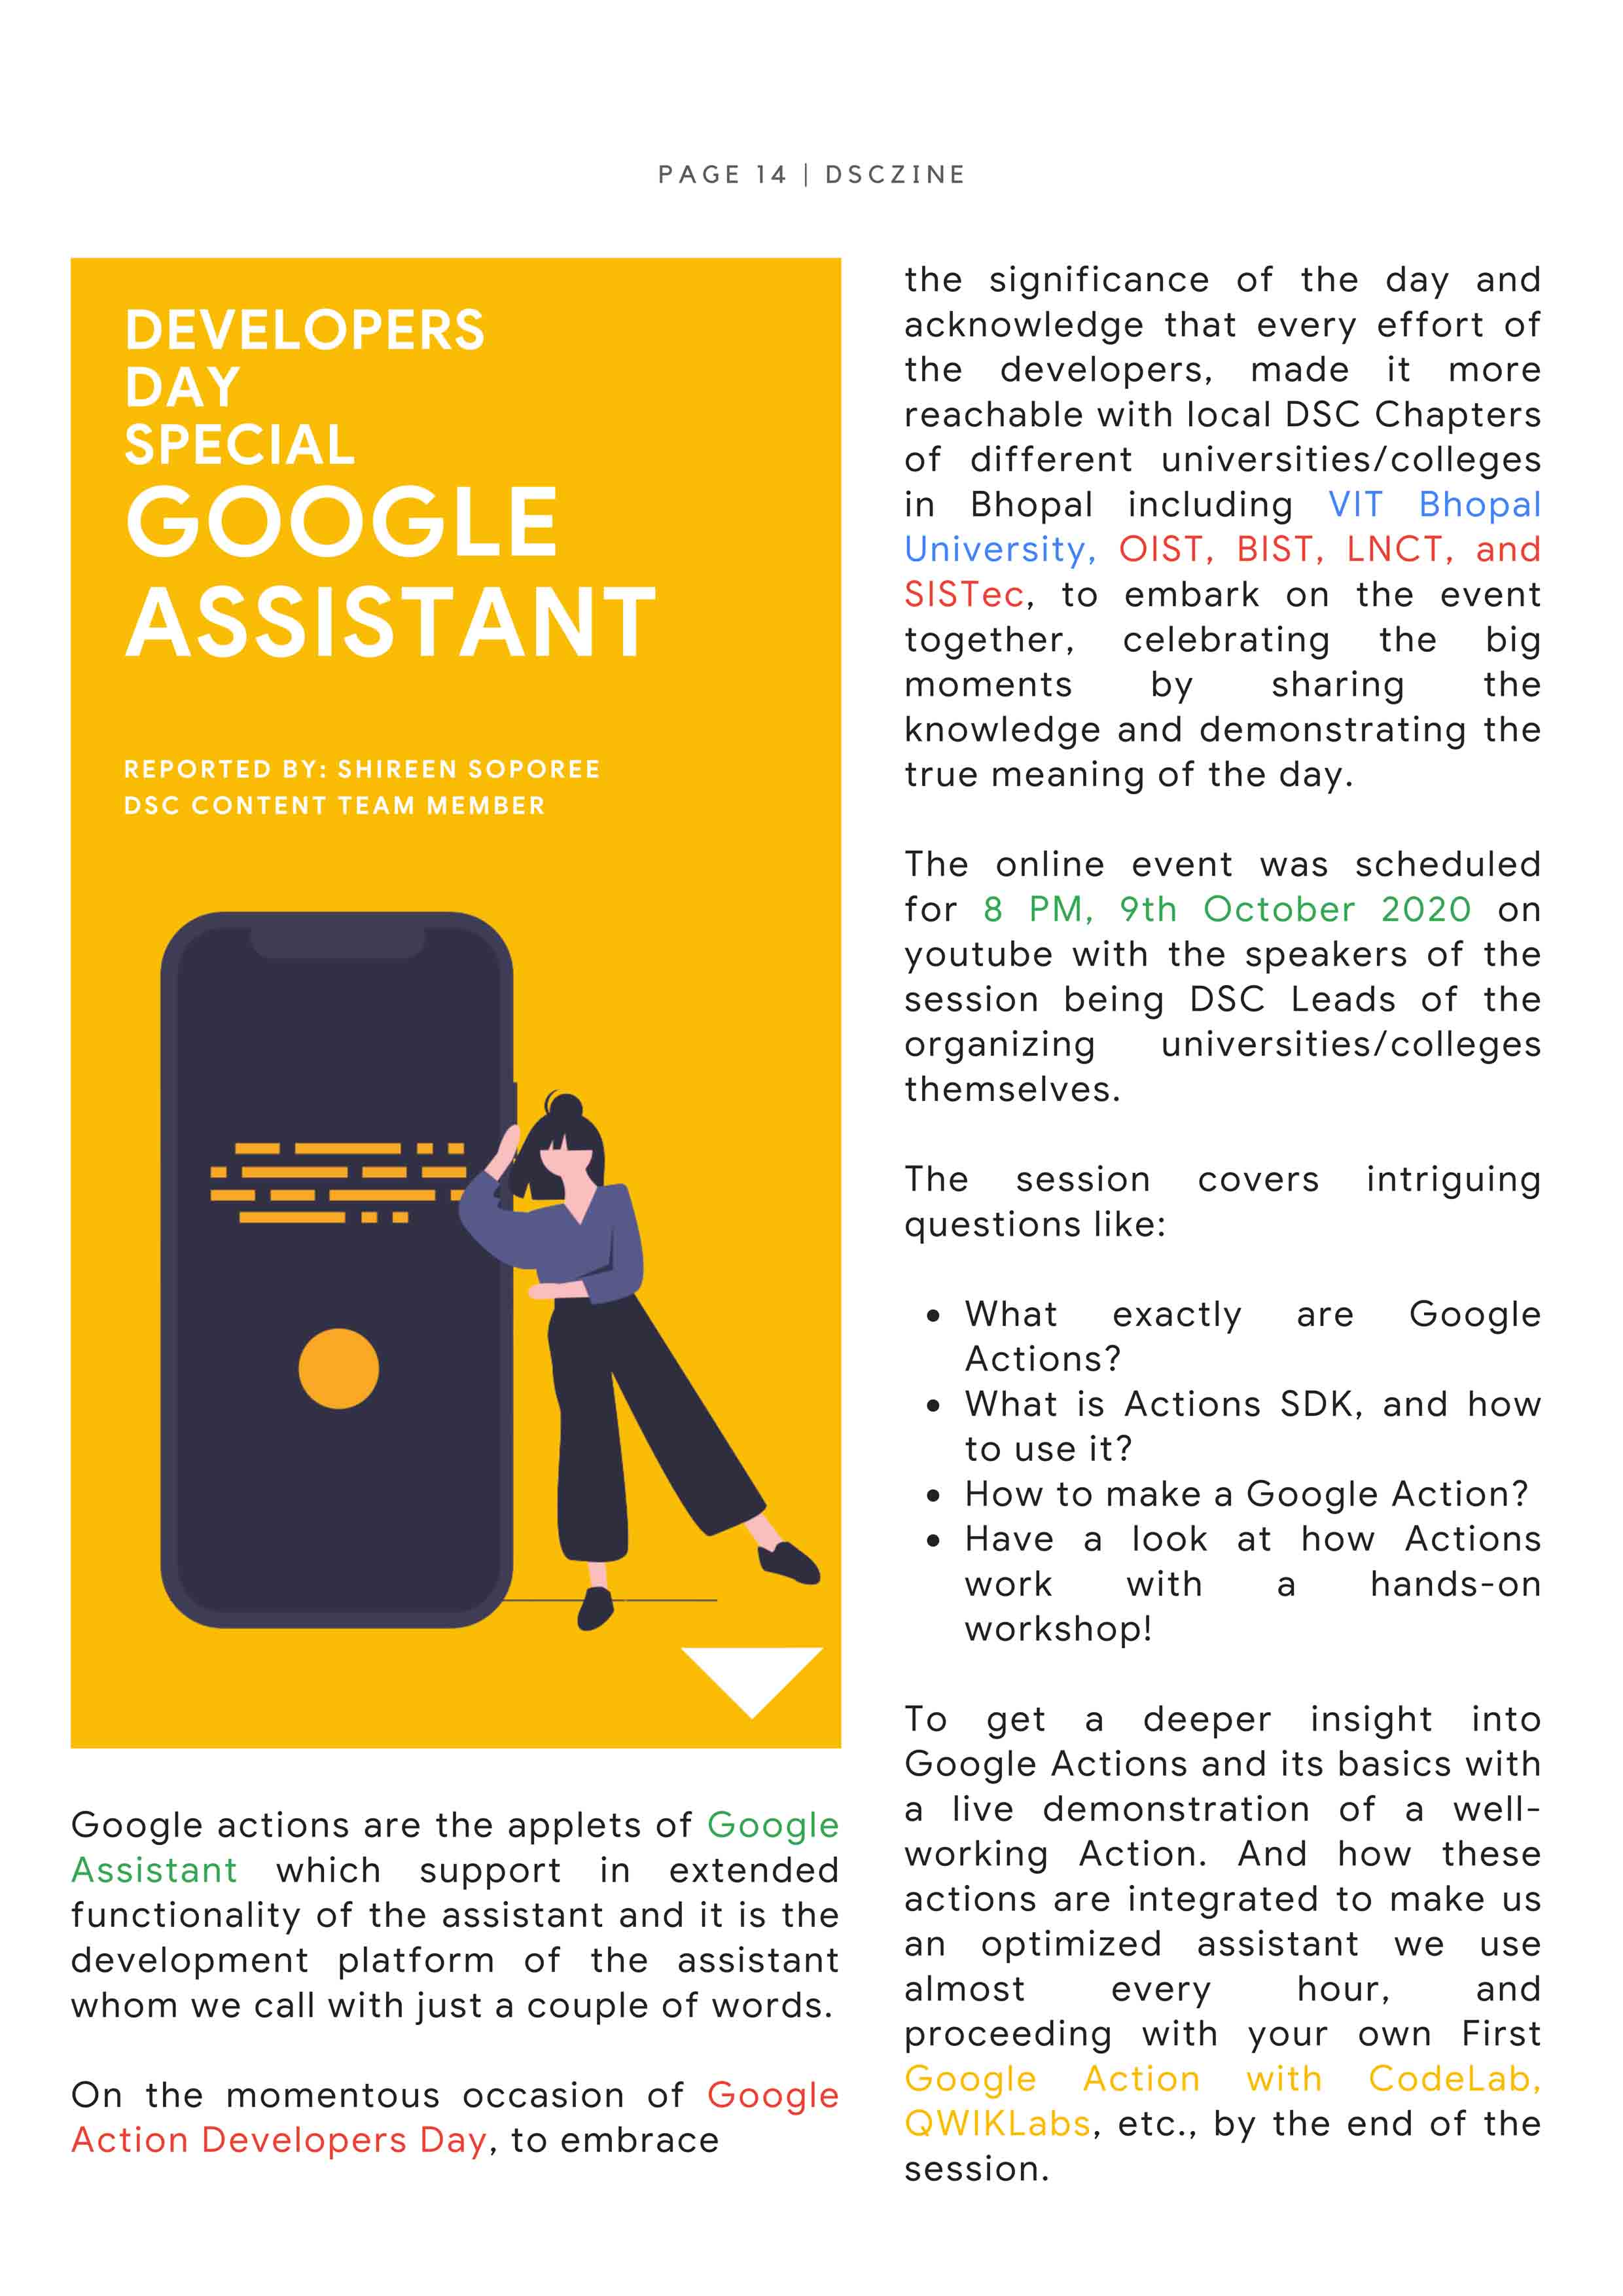 PAGE 14 | DSCZINE
DEVELOPERS
DAY
SPECIAL
GOOGLE
ASSISTANT
REPORTED BY: SHIREEN SOPOREE
DSC CONTENT TEAM MEMBER
Google actions are the applets of Google
Assistant which support in extended
functionality of the assistant and it is the
development platform of the assistant
whom we call with just a couple of words.
On the momentous occasion of Google
Action Developers Day, to embrace
the significance of the day and
acknowledge that every effort of
the developers, made it more
reachable with local DSC Chapters
of different universities/colleges
in Bhopal including VIT Bhopal
University, OIST, BIST, LNCT, and
SISTec, to embark on the event
together, celebrating the big
moments by sharing the
knowledge and demonstrating the
true meaning of the day.
The online event was scheduled
for 8 PM, 9th October 2020 on
youtube with the speakers of the
session being DSC Leads of the
organizing universities/colleges
themselves.
The session covers intriguing
questions like:
• What exactly are Google
Actions?
• What is Actions SDK, and how
to use it?
• How to make a Google Action?
• Have a look at how Actions
work with a hands-on
workshop!
To get a deeper insight into
Google Actions and its basics with
a live demonstration of a well-
working Action. And how these
actions are integrated to make us
an optimized assistant we use
almost every hour, and
proceeding with your own First
Google Action with CodeLab,
QWIKLabs, etc., by the end of the
session.